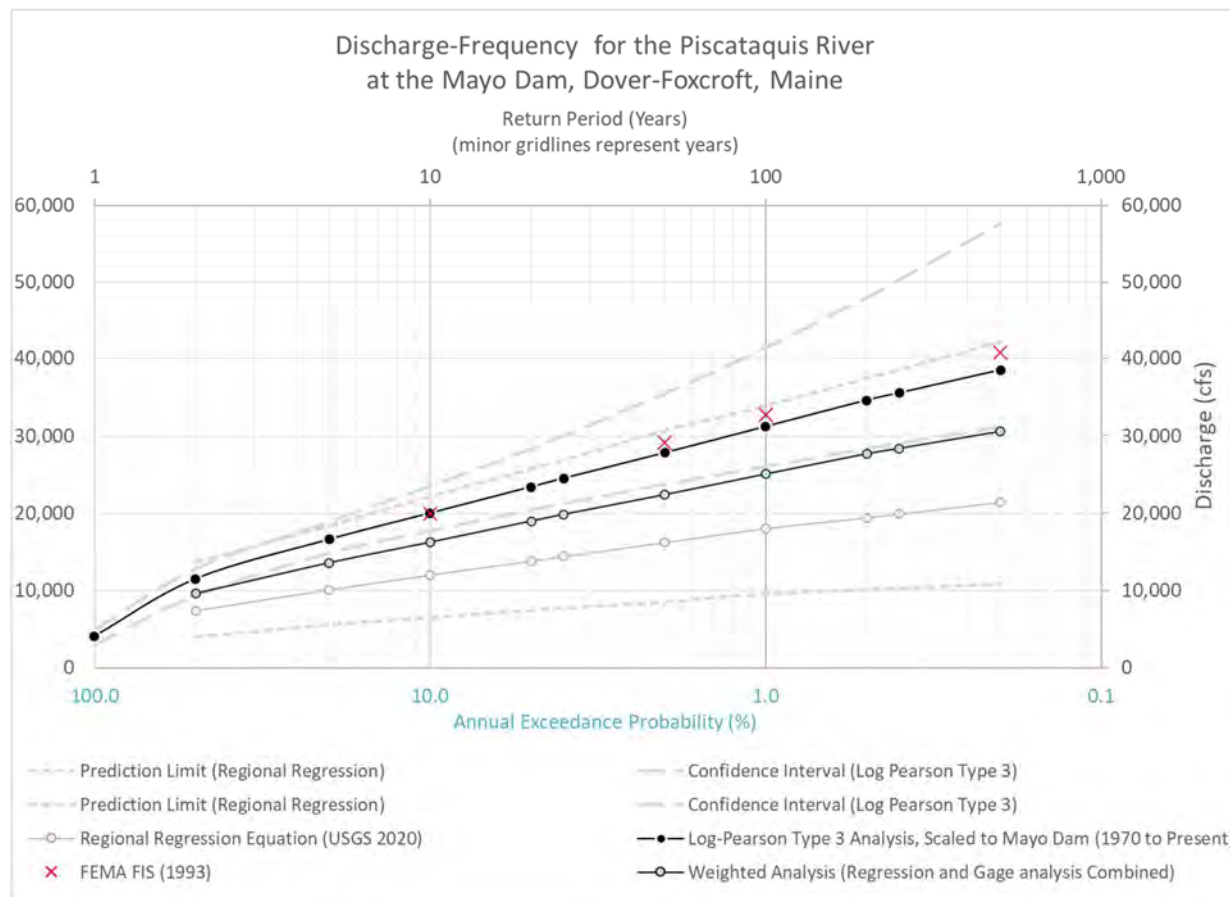 Discharge-Frequency for the Piscataquis River
at the Mayo Dam, Dover-Foxcroft, Maine
Return Period (Years)
(minor gridlines represent years)
1 10 100 1,000
60,000 60,000
50,000 50,000
40,000 40,000
30,000 30,000
20,000 20,000
10,000 10,000
0 0
Discharge (cfs)
100.0 10.0 1.0 0.1
Annual Exceedance Probability (%)
Prediction Limit (Regional Regression) Confidence Interval (Log Pearson Type 3)
Prediction Limit (Regional Regression) Confidence Interval (Log Pearson Type 3)
Regional Regression Equation (USGS 2020) Log-Pearson Type 3 Analysis, Scaled to Mayo Dam (1970 to Present
FEMA FIS (1993) Weighted Analysis (Regression and Gage analysis Combined)